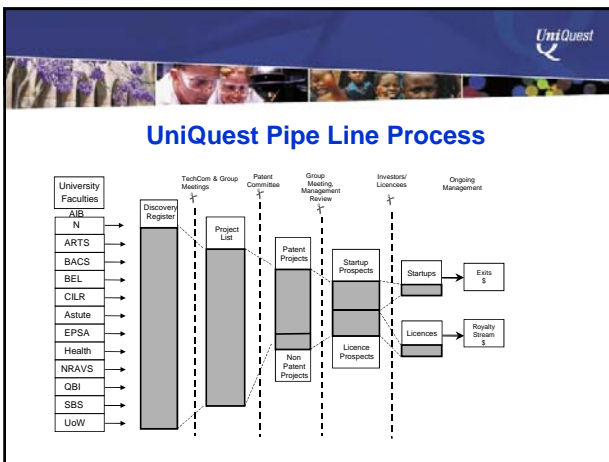 UniQuest
UniQuest Pipe Line Process
TechCom & Group
Meetings
Patent
Committee
Group
Meeting,
Management
Review
Investors/
Licencees
Ongoing
Management
University
Faculties
AIB
N
ARTS
BACS
BEL
CILR
Astute
EPSA
Health
NRAVS
QBI
SBS
UoW
Discovery
Register
Project
List
Patent
Projects
Non
Patent
Projects
Startup
Prospects
Licence
Prospects
Startups
Exits
$
Licences
Royalty
Stream
$